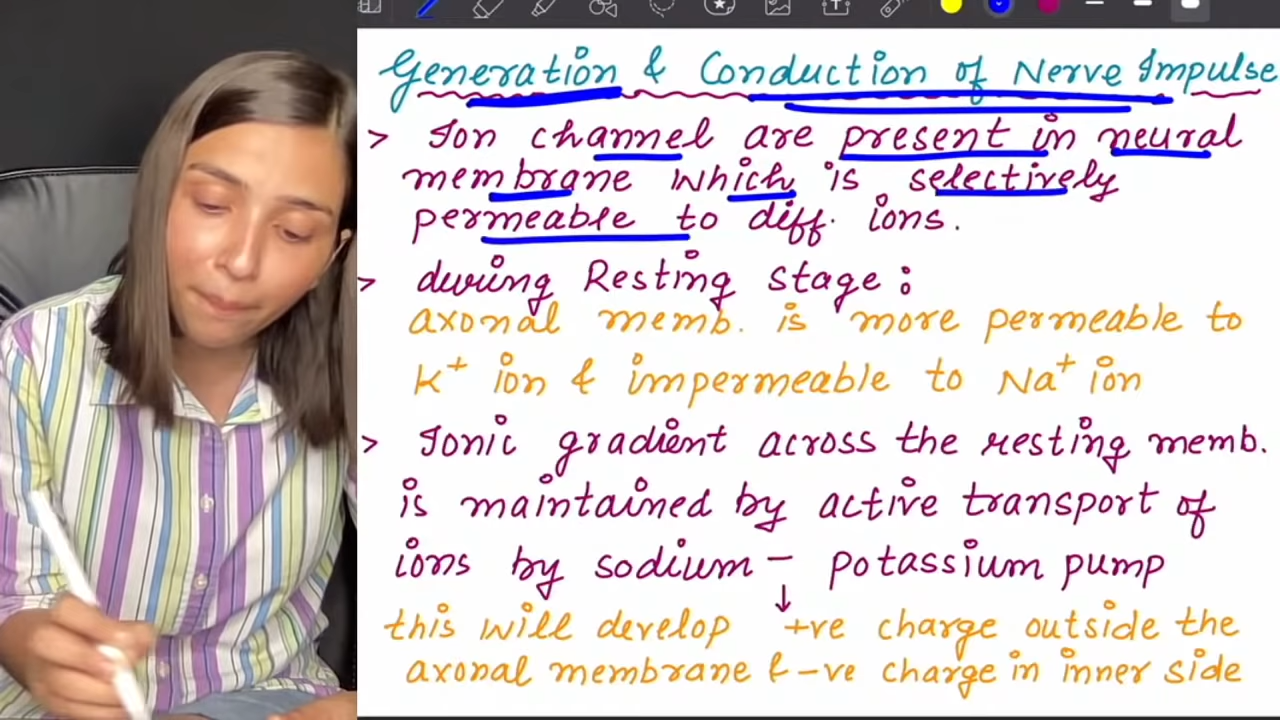 Generation & Conduction of Nerve Impulse
> Ion channel are present in neural
membrane which is selectively
permeable to diff. ions.
> during Resting Stage:
axonal memb. is more permeable to
K+ ion & impermeable to Na+ ion
> Ionic gradient across the resting memb.
is maintained by active transport of
ions by sodium - potassium pump
↓
this will develop +ve charge outside the
axonal membrane & -ve charge in inner side